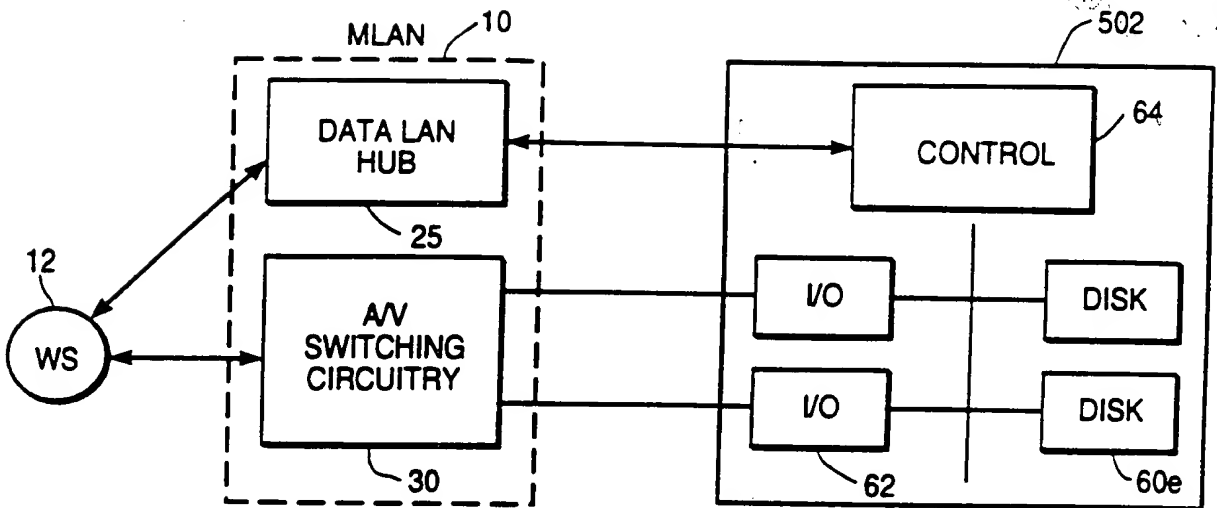 MLAN
10
502
DATA LAN
HUB
25
CONTROL
64
12
WS
A/V
SWITCHING
CIRCUITRY
30
I/O
DISK
I/O
62
DISK
60e